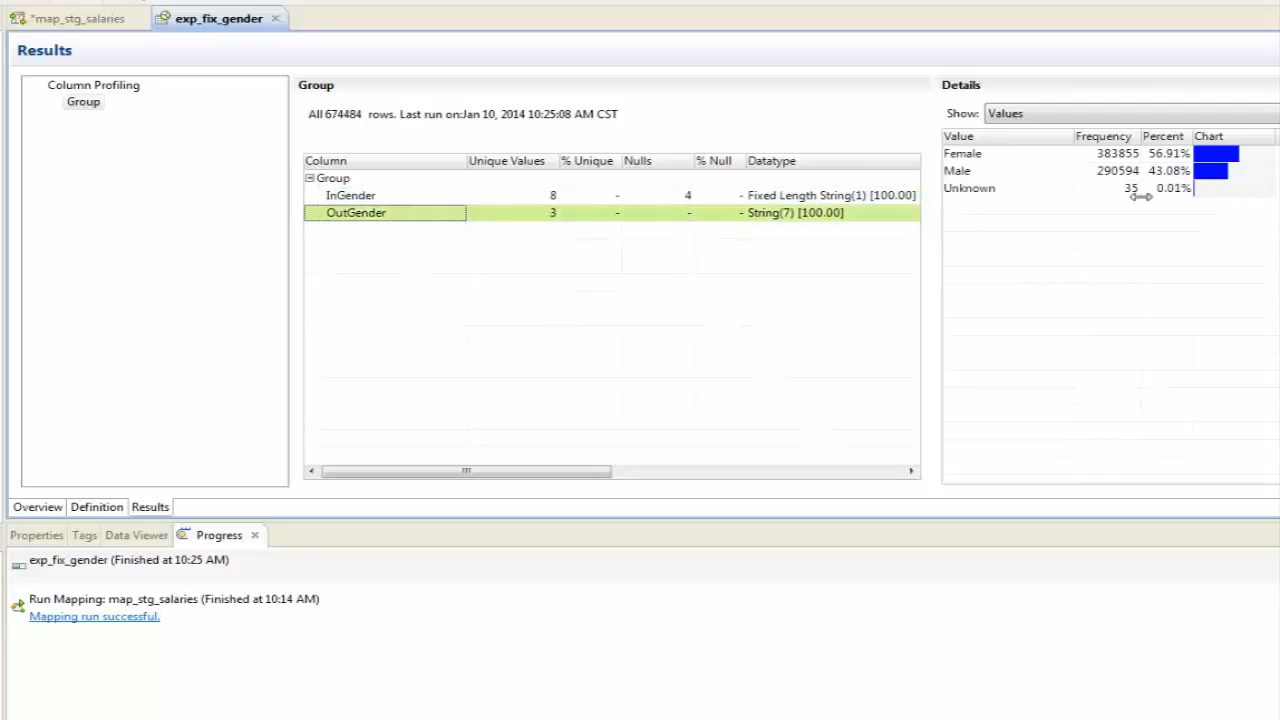 *map_stg_salaries exp_fix_gender
Results
Column Profiling
Group
Group
All 674484 rows. Last run on:Jan 10, 2014 10:25:08 AM CST
Column Unique Values % Unique Nulls % Null Datatype
Group
InGender 8 - 4 - Fixed Length String(1) [100.00]
OutGender 3 - - - String(7) [100.00]
Details
Show: Values
Value Frequency Percent Chart
Female 383855 56.91%
Male 290594 43.08%
Unknown 35 0.01%
Overview Definition Results
Properties Tags Data Viewer Progress
exp_fix_gender (Finished at 10:25 AM)
Run Mapping: map_stg_salaries (Finished at 10:14 AM)
Mapping run successful.